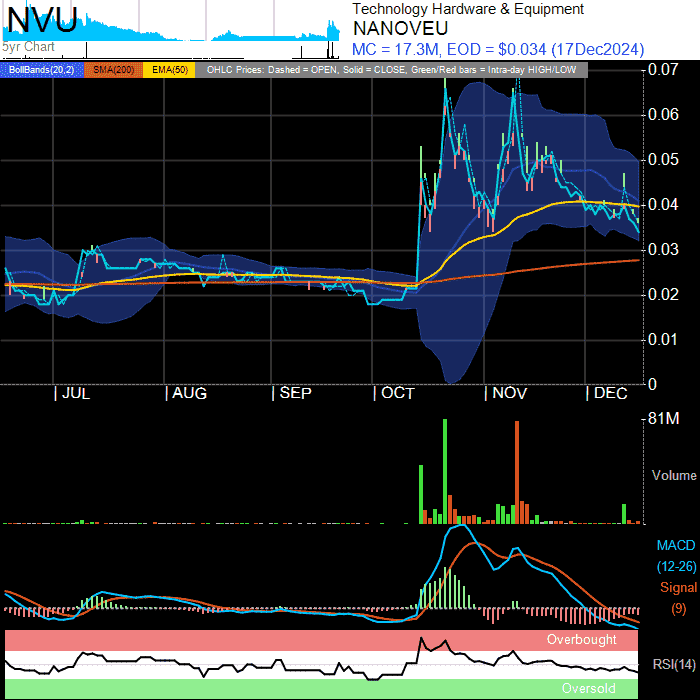 NVU
5yr Chart
Technology Hardware & Equipment
NANOVEU
MC = 17.3M, EOD = $0.034 (17Dec2024)
BollBands(20,2) SMA(200) EMA(50) OHLC Prices: Dashed = OPEN, Solid = CLOSE, Green/Red bars = Intra-day HIGH/LOW
0.07
0.06
0.05
0.04
0.03
0.02
0.01
0
JUL AUG SEP OCT NOV DEC
81M
Volume
MACD
(12-26)
Signal
(9)
Overbought
RSI(14)
Oversold